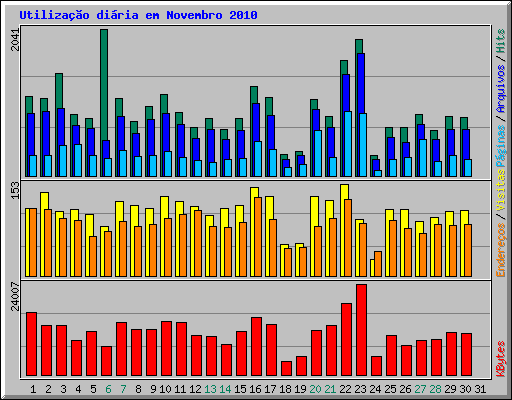 Utilização diária em Novembro 2010
2041
153
24007
Endereços / Visitas Páginas / Arquivos / Hits
KBytes
1 2 3 4 5 6 7 8 9 10 11 12 13 14 15 16 17 18 19 20 21 22 23 24 25 26 27 28 29 30 31